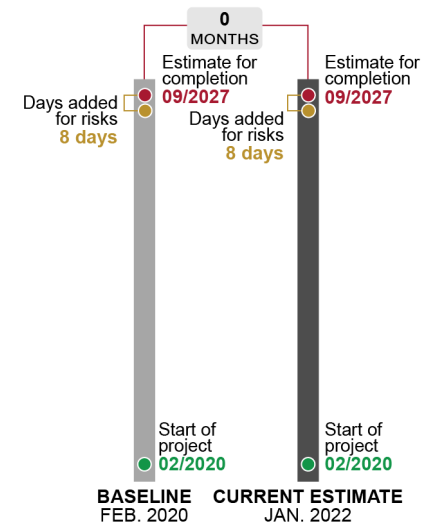 0
MONTHS
Estimate for
completion
09/2027
Days added
for risks
8 days
Start of
project
02/2020
BASELINE
FEB. 2020
Estimate for
completion
09/2027
Days added
for risks
8 days
Start of
project
02/2020
CURRENT ESTIMATE
JAN. 2022